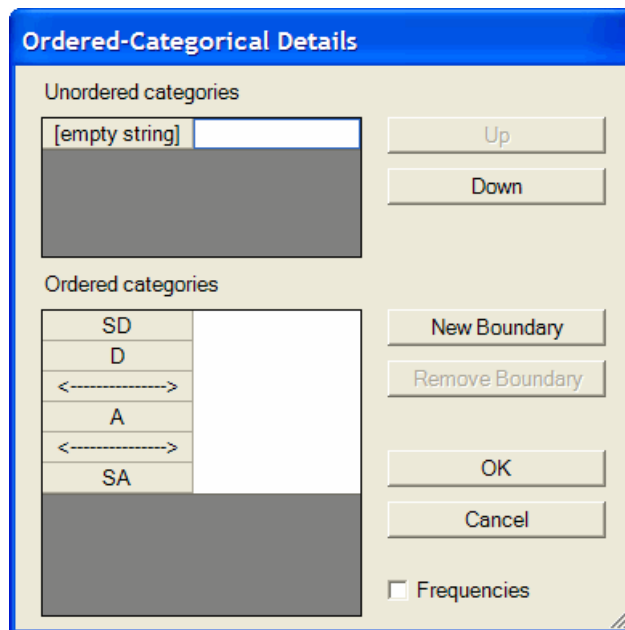 Ordered-Categorical Details
Unordered categories
[empty string]
Up
Down
Ordered categories
SD
D
<--------------->
A
<--------------->
SA
New Boundary
Remove Boundary
OK
Cancel
Frequencies